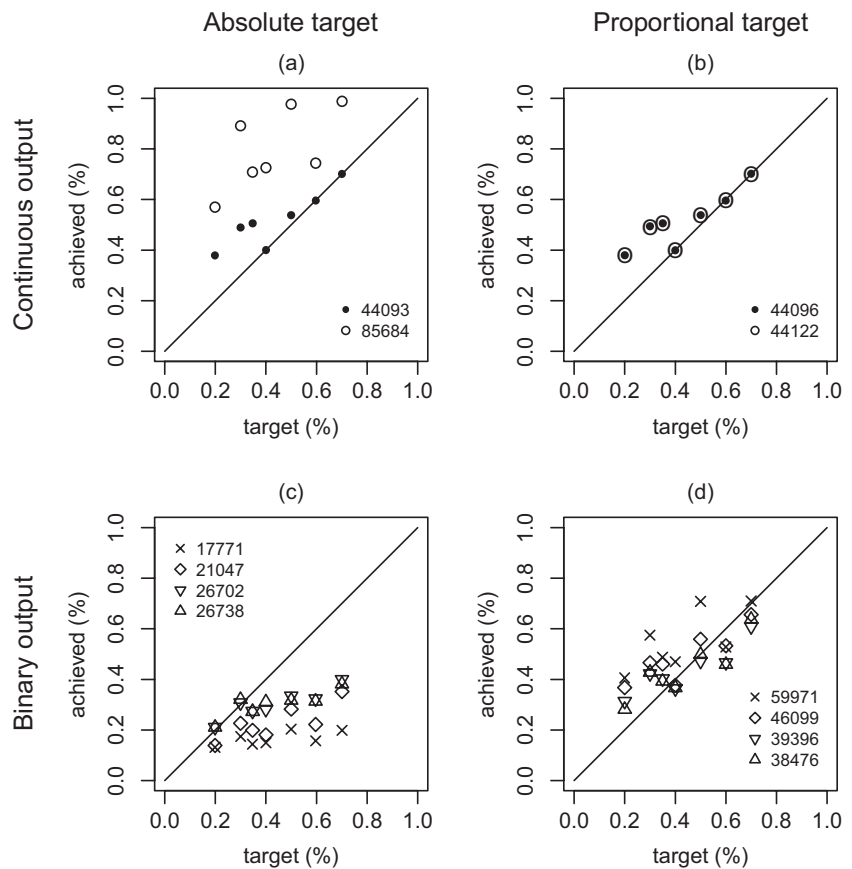 Absolute target
Proportional target
Continuous output
(a)
achieved (%)
1.0
0.8
0.6
0.4
0.2
0.0
44093
85684
0.0 0.2 0.4 0.6 0.8 1.0
target (%)
(b)
achieved (%)
1.0
0.8
0.6
0.4
0.2
0.0
44096
44122
0.0 0.2 0.4 0.6 0.8 1.0
target (%)
Binary output
(c)
achieved (%)
1.0
0.8
0.6
0.4
0.2
0.0
17771
21047
26702
26738
0.0 0.2 0.4 0.6 0.8 1.0
target (%)
(d)
achieved (%)
1.0
0.8
0.6
0.4
0.2
0.0
59971
46099
39396
38476
0.0 0.2 0.4 0.6 0.8 1.0
target (%)